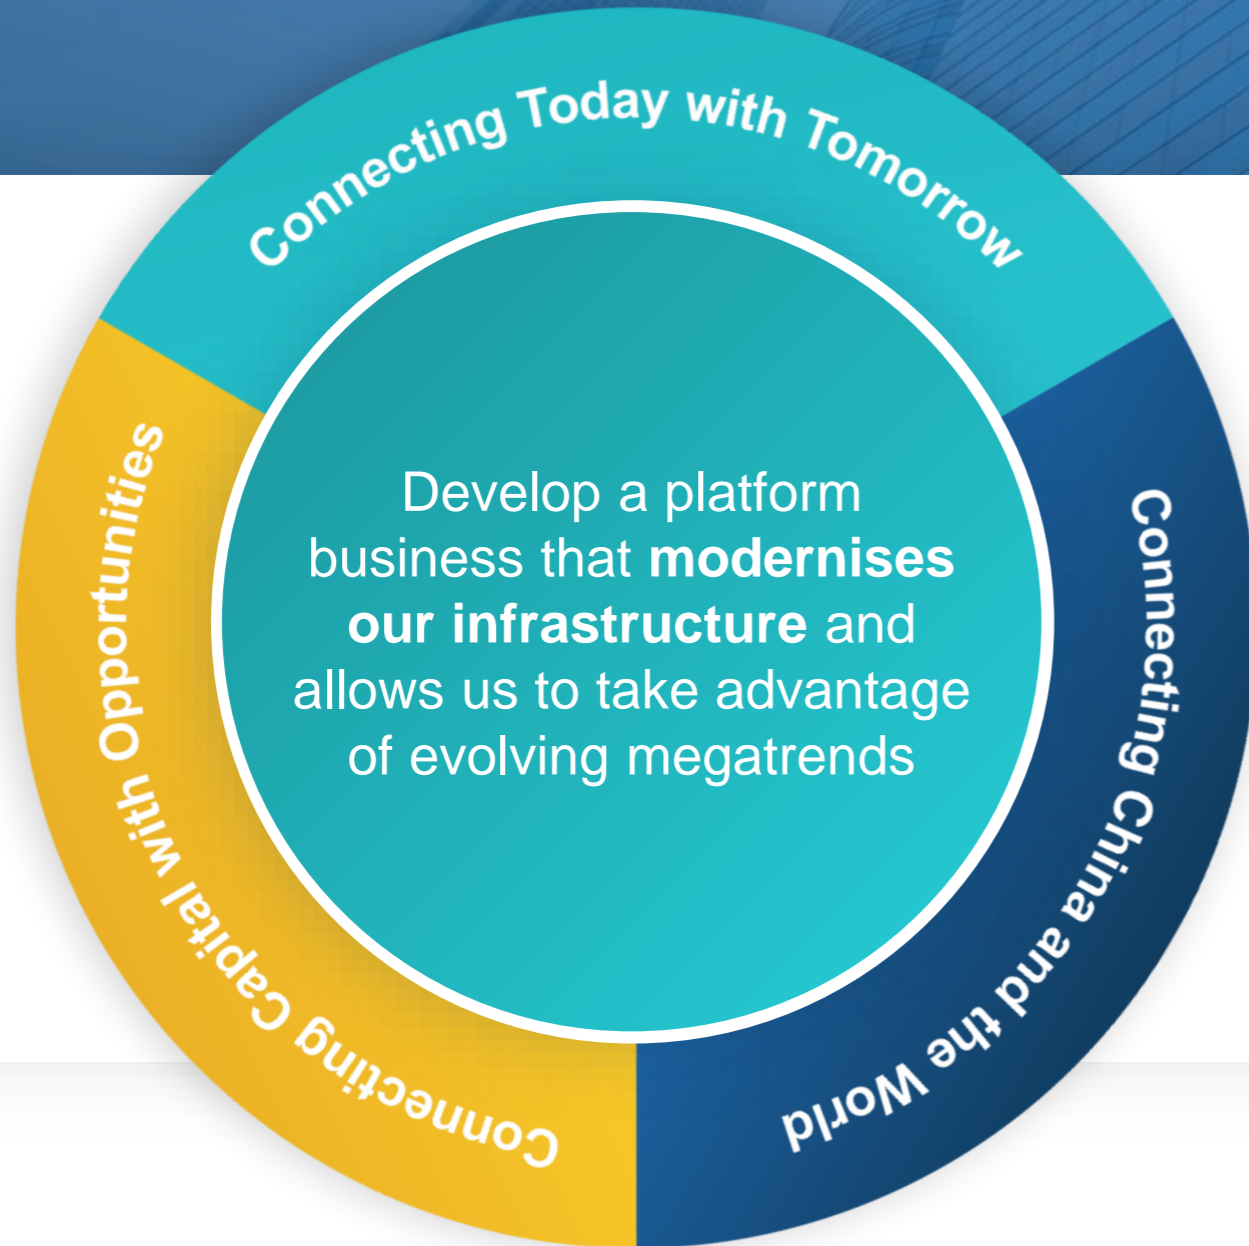 Connecting Today with Tomorrow
Connecting China and the World
Connecting Capital with Opportunities
Develop a platform
business that modernises
our infrastructure and
allows us to take advantage
of evolving megatrends